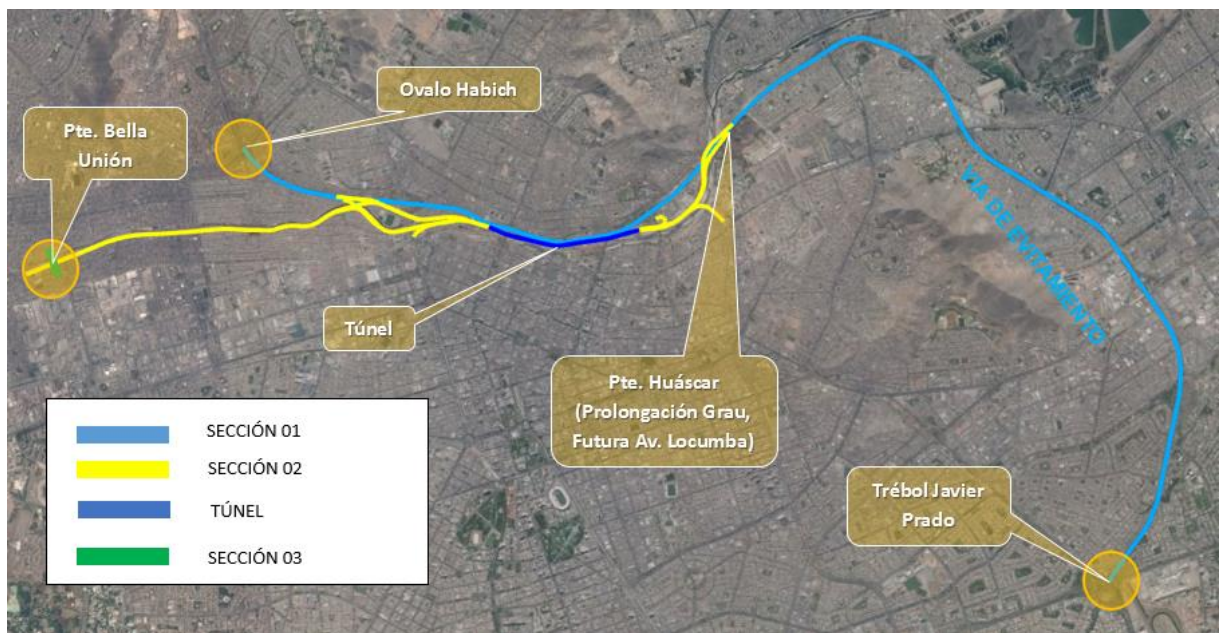 Ovalo Habich
Pte. Bella
Unión
Túnel
VIA DE EVITAMIENTO
Pte. Huáscar
(Prolongación Grau,
Futura Av. Locumba)
Trébol Javier
Prado
SECCIÓN 01
SECCIÓN 02
TÚNEL
SECCIÓN 03